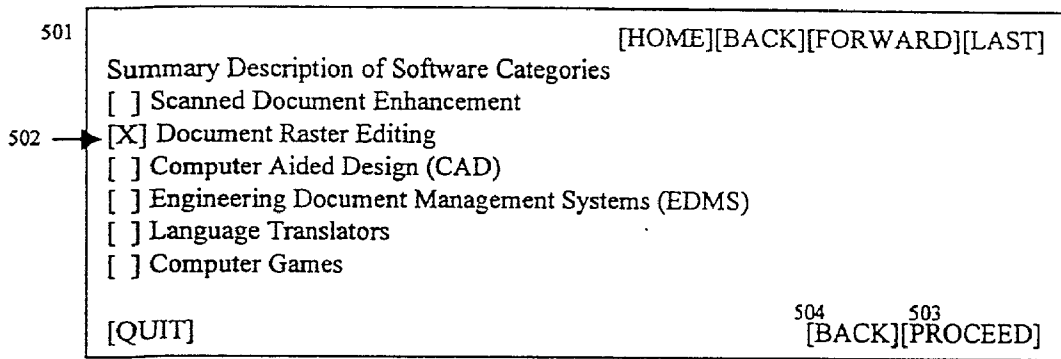 501
[HOME][BACK][FORWARD][LAST]
Summary Description of Software Categories
[ ] Scanned Document Enhancement
502 [X] Document Raster Editing
[ ] Computer Aided Design (CAD)
[ ] Engineering Document Management Systems (EDMS)
[ ] Language Translators
[ ] Computer Games
504 503
[QUIT] [BACK][PROCEED]